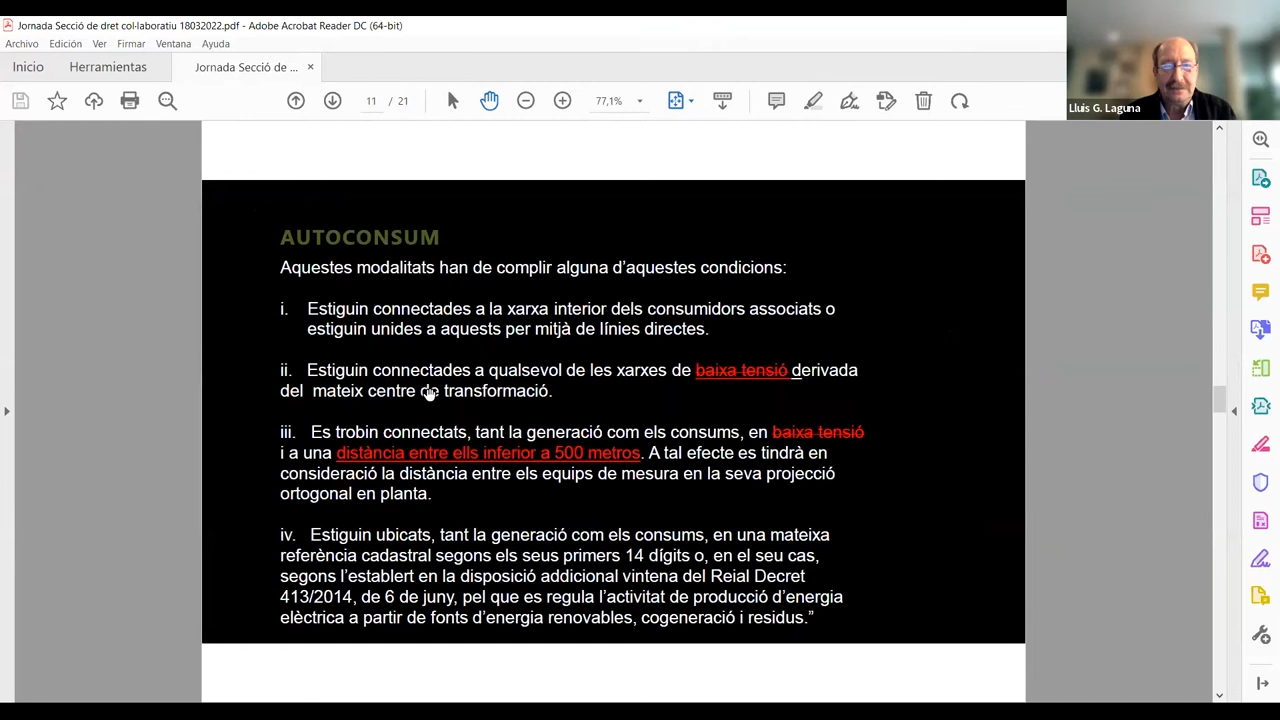 Jornada Secció de dret col·laboratiu 18032022.pdf - Adobe Acrobat Reader DC (64-bit)
Archivo Edición Ver Firmar Ventana Ayuda
Inicio Herramientas Jornada Secció de ... ×
11 / 21 77,1%
Lluis G. Laguna
AUTOCONSUM
Aquestes modalitats han de complir alguna d’aquestes condicions:
i. Estiguin connectades a la xarxa interior dels consumidors associats o
estiguin unides a aquests per mitjà de línies directes.
ii. Estiguin connectades a qualsevol de les xarxes de baixa tensió derivada
del mateix centre de transformació.
iii. Es trobin connectats, tant la generació com els consums, en baixa tensió
i a una distància entre ells inferior a 500 metros. A tal efecte es tindrà en
consideració la distància entre els equips de mesura en la seva projecció
ortogonal en planta.
iv. Estiguin ubicats, tant la generació com els consums, en una mateixa
referència cadastral segons els seus primers 14 dígits o, en el seu cas,
segons l’establert en la disposició addicional vintena del Reial Decret
413/2014, de 6 de juny, pel que es regula l’activitat de producció d’energia
elèctrica a partir de fonts d’energia renovables, cogeneració i residus.”